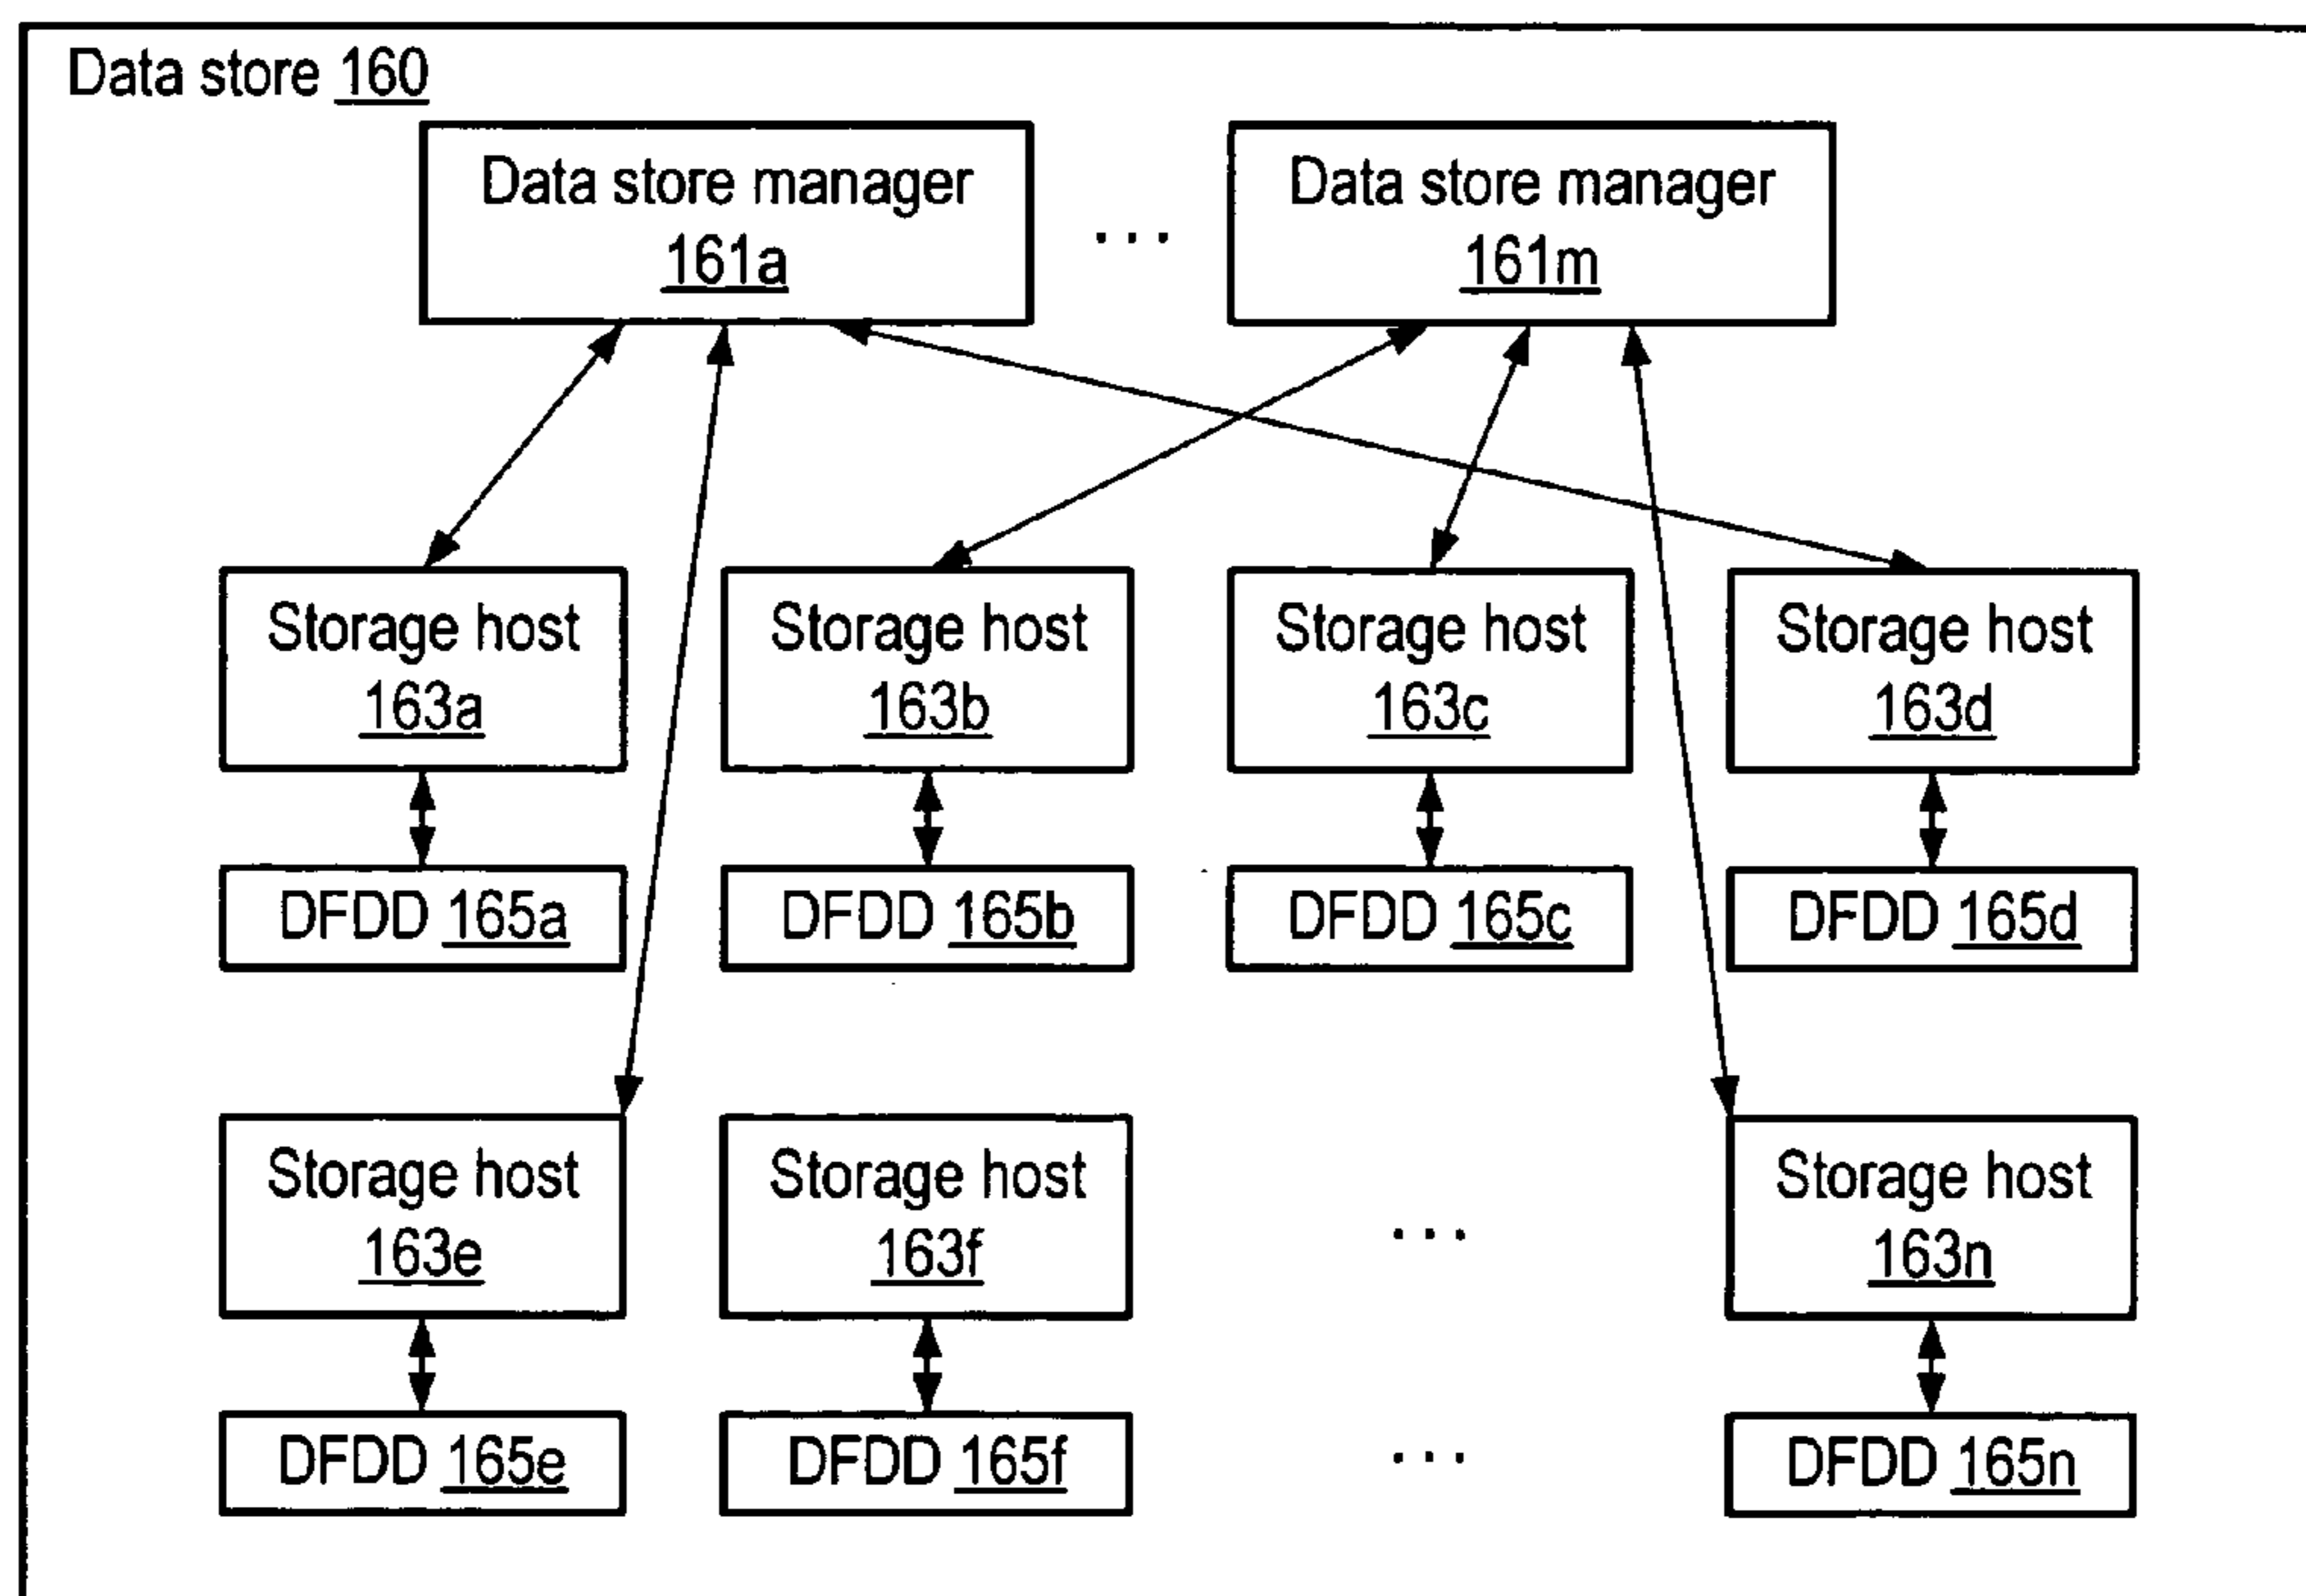 Data store 160
Data store manager
161a
...
Data store manager
161m
Storage host
163a
Storage host
163b
Storage host
163c
Storage host
163d
DFDD 165a
DFDD 165b
DFDD 165c
DFDD 165d
Storage host
163e
Storage host
163f
...
Storage host
163n
DFDD 165e
DFDD 165f
...
DFDD 165n